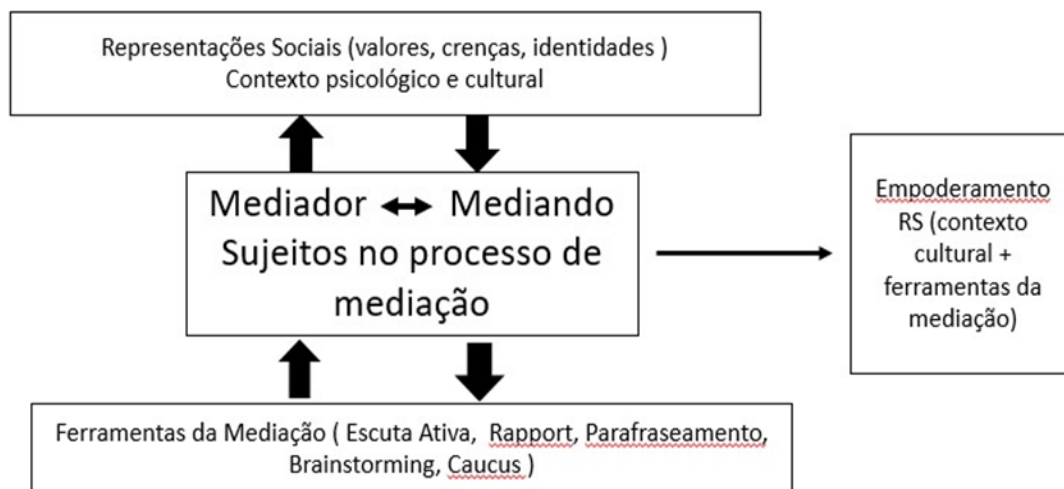 Representações Sociais (valores, crenças, identidades )
Contexto psicológico e cultural
Mediador Mediando
Sujeitos no processo de
mediação
Empoderamento
RS (contexto
cultural +
ferramentas da
mediação)
Ferramentas da Mediação ( Escuta Ativa, Rapport, Parafraseamento,
Brainstorming, Caucus )